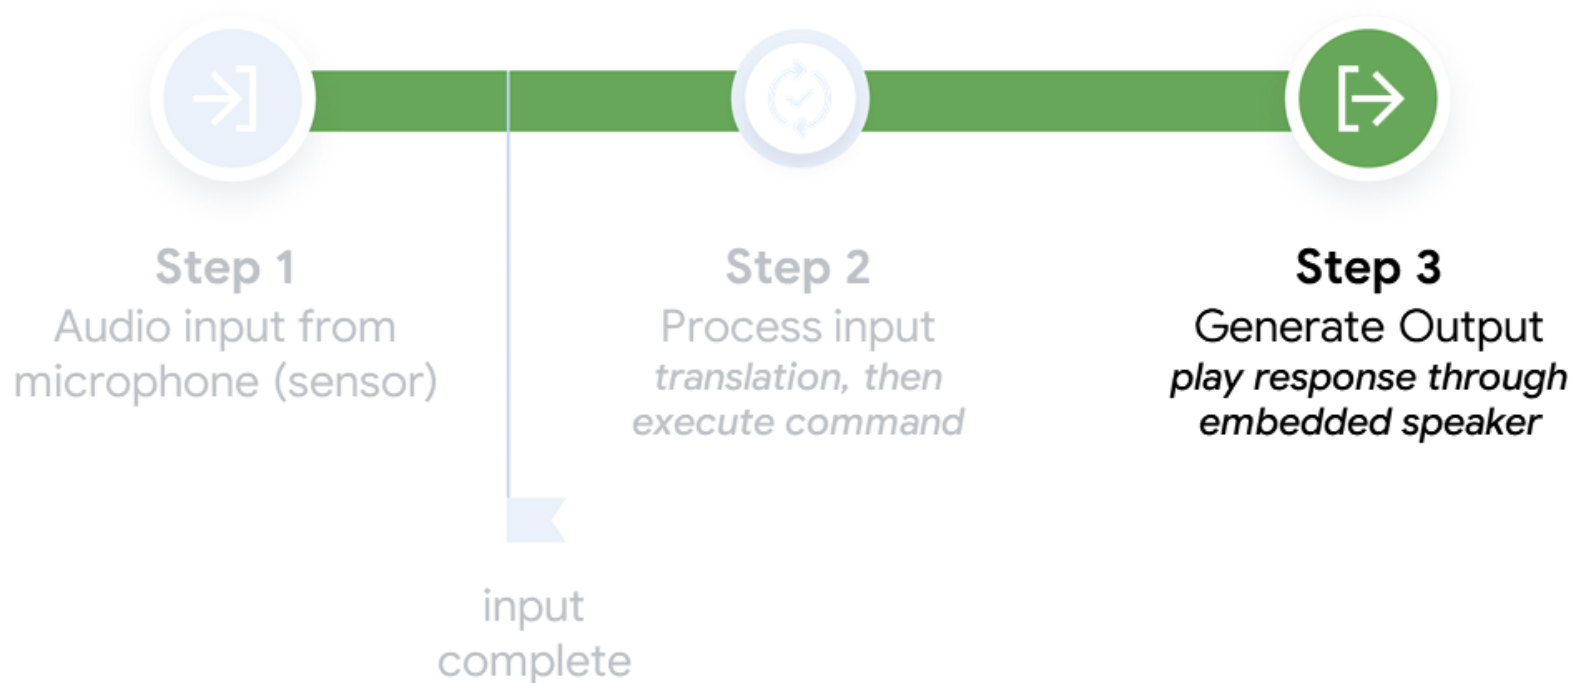 Step 1
Audio input from
microphone (sensor)
Step 2
Process input
translation, then
execute command
Step 3
Generate Output
play response through
embedded speaker
input
complete